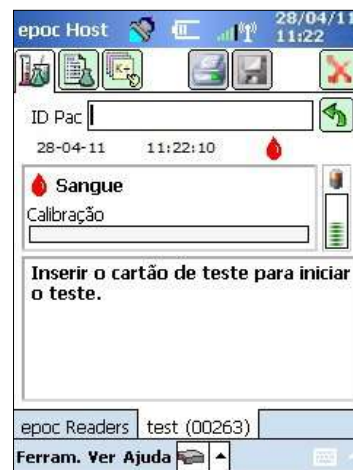 epoc Host 28/04/11
11:22
ID Pac
28-04-11 11:22:10
Sangue
Calibração
Inserir o cartão de teste para iniciar
o teste.
epoc Readers test (00263)
Ferram. Ver Ajuda